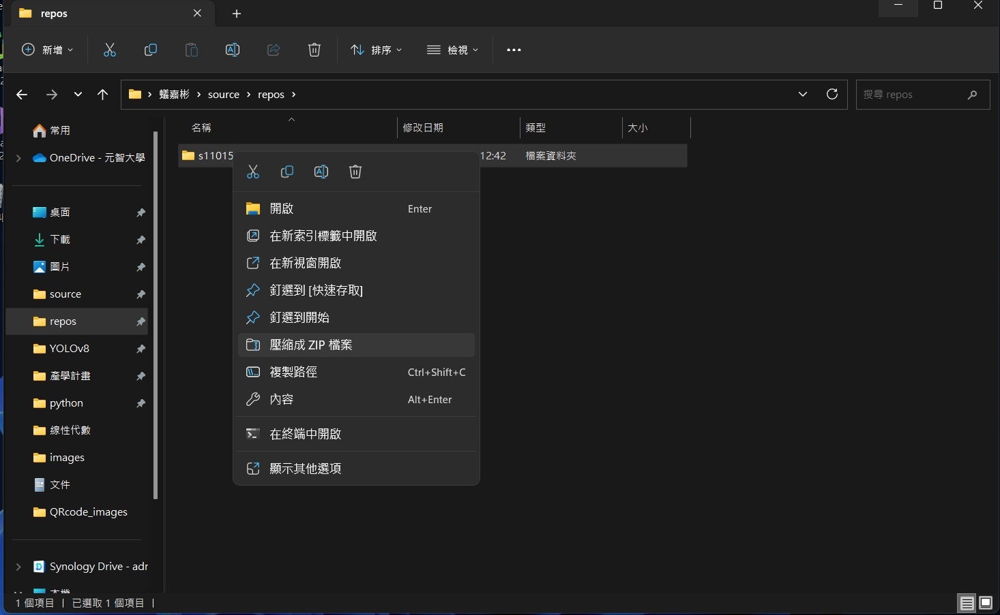 repos
新增
排序
檢視
蟻嘉彬 > source > repos >
搜尋 repos
常用
OneDrive - 元智大學
桌面
下載
圖片
source
repos
YOLOv8
產學計畫
python
線性代數
images
文件
QRcode_images
Synology Drive - adr
本機
名稱
修改日期
類型
大小
s11015
12:42
檔案資料夾
開啟 Enter
在新索引標籤中開啟
在新視窗開啟
釘選到 [快速存取]
釘選到開始
壓縮成 ZIP 檔案
複製路徑 Ctrl+Shift+C
內容 Alt+Enter
在終端中開啟
顯示其他選項
1 個項目 | 已選取 1 個項目 |